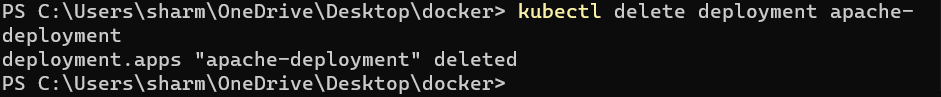 PS C:\Users\sharm\OneDrive\Desktop\docker> kubectl delete deployment apache-
deployment
deployment.apps "apache-deployment" deleted
PS C:\Users\sharm\OneDrive\Desktop\docker>